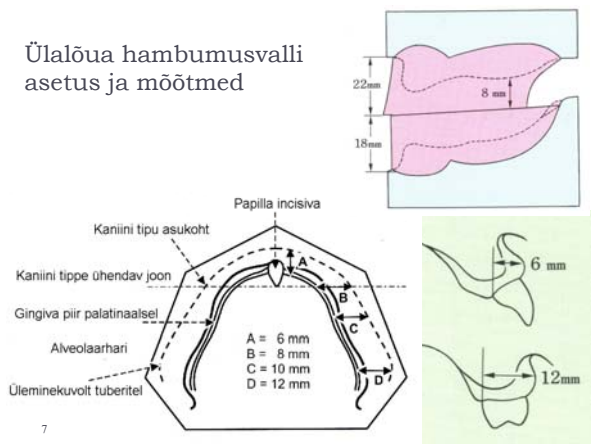 Ülalõua hambumusvalli
asetus ja mõõtmed
22mm
8 mm
18mm
Papilla incisiva
Kaniini tipu asukoht
Kaniini tippe ühendav joon
Gingiva piir palatinaalsel
Alveolaarhari
Üleminekuvolt tuberitel
A
B
C
D
A = 6 mm
B = 8 mm
C = 10 mm
D = 12 mm
6 mm
12mm
7